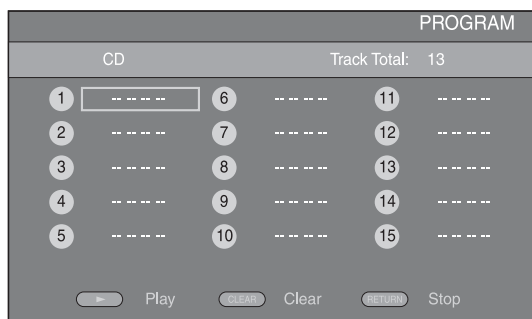 PROGRAM
CD Track Total: 13
1 -- -- -- -- 6 -- -- -- -- 11 -- -- -- --
2 -- -- -- -- 7 -- -- -- -- 12 -- -- -- --
3 -- -- -- -- 8 -- -- -- -- 13 -- -- -- --
4 -- -- -- -- 9 -- -- -- -- 14 -- -- -- --
5 -- -- -- -- 10 -- -- -- -- 15 -- -- -- --
Play CLEAR Clear RETURN Stop